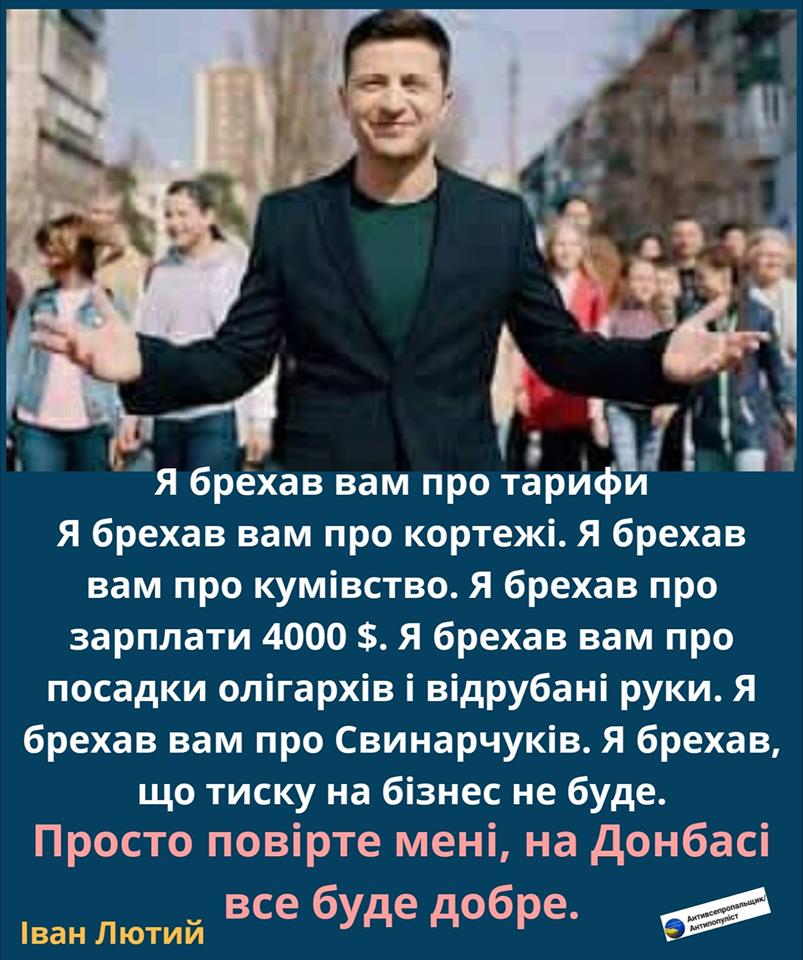 Я брехав вам про тарифи
Я брехав вам про кортежі. Я брехав
вам про кумівство. Я брехав про
зарплати 4000 $. Я брехав вам про
посадки олігархів і відрубані руки. Я
брехав вам про Свинарчуків. Я брехав,
що тиску на бізнес не буде.
Просто повірте мені, на Донбасі
все буде добре.
Іван Лютий
Антивсепропальщик/
Антипопуліст